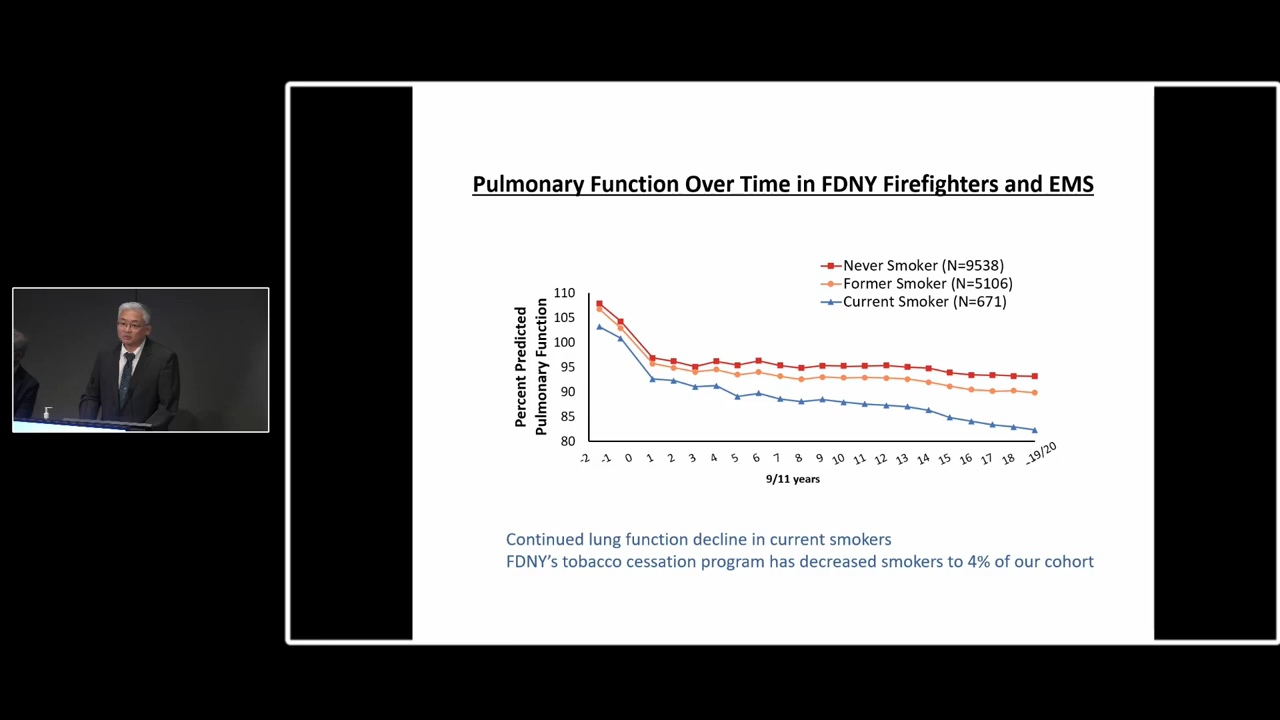 Pulmonary Function Over Time in FDNY Firefighters and EMS
Never Smoker (N=9538)
Former Smoker (N=5106)
Current Smoker (N=671)
Percent Predicted
Pulmonary Function
110
105
100
95
90
85
80
-2 -1 0 1 2 3 4 5 6 7 8 9 10 11 12 13 14 15 16 17 18 ~19/20
9/11 years
Continued lung function decline in current smokers
FDNY’s tobacco cessation program has decreased smokers to 4% of our cohort